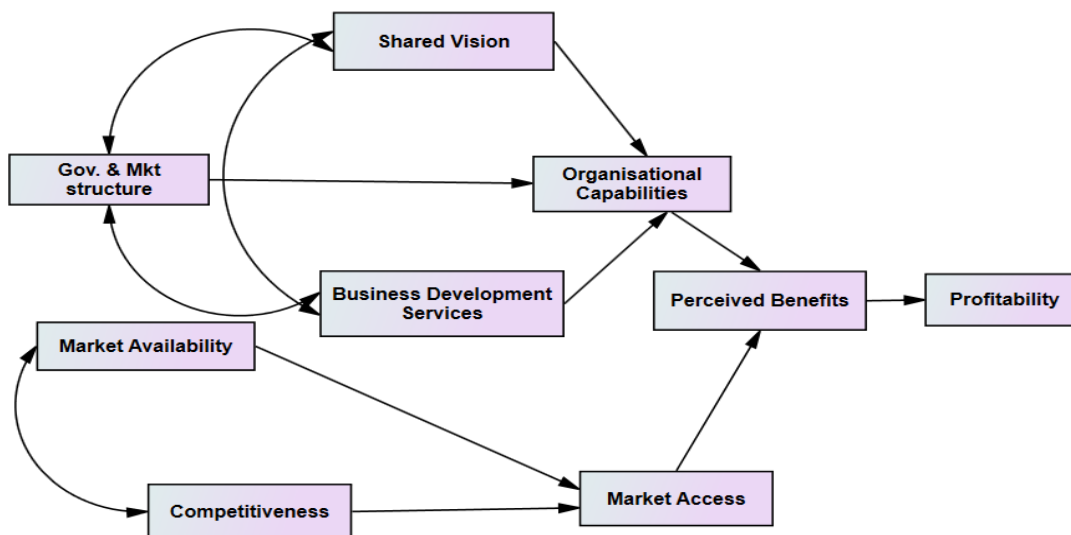 Shared Vision
Gov. & Mkt
structure
Organisational
Capabilities
Business Development
Services
Perceived Benefits
Profitability
Market Availability
Market Access
Competitiveness